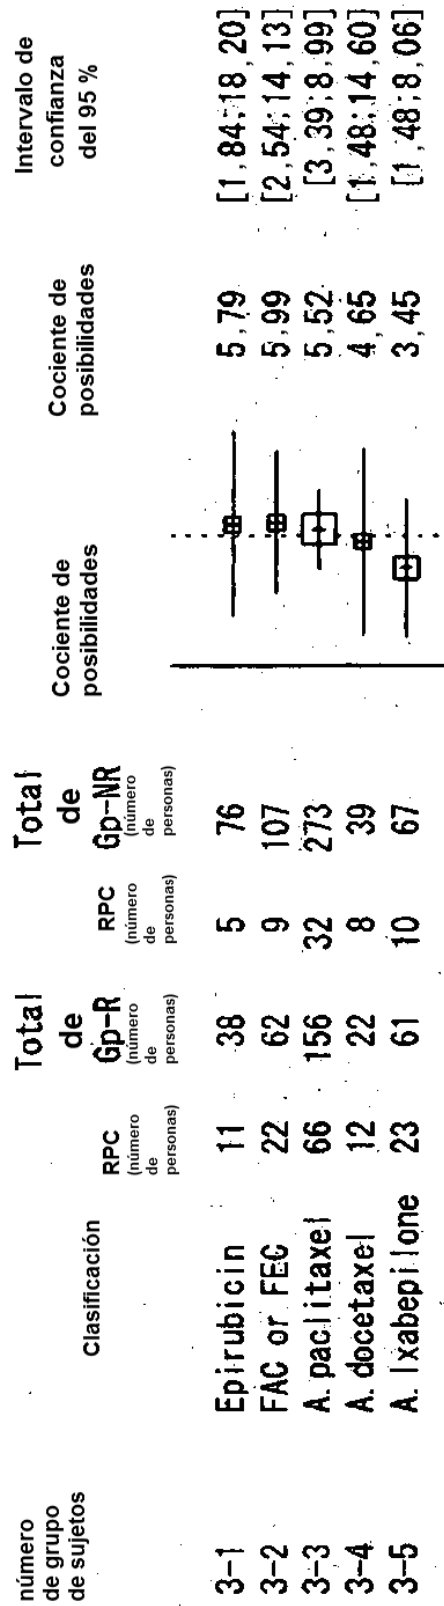 número
de grupo
de sujetos
Clasificación
RPC
(número
de
personas)
Total
de
Gp-R
(número
de
personas)
RPC
(número
de
personas)
Total
de
Gp-NR
(número
de
personas)
Cociente de
posibilidades
Cociente de
posibilidades
Intervalo de
confianza
del 95 %
3-1 Epirubicin 11 38 5 76 5,79 [1,84;18,20]
3-2 FAC or FEC 22 62 9 107 5,99 [2,54;14,13]
3-3 A. paclitaxel 66 156 32 273 5,52 [3,39;8,99]
3-4 A. docetaxel 12 22 8 39 4,65 [1,48;14,60]
3-5 A. Ixabepilone 23 61 10 67 3,45 [1,48;8,06]